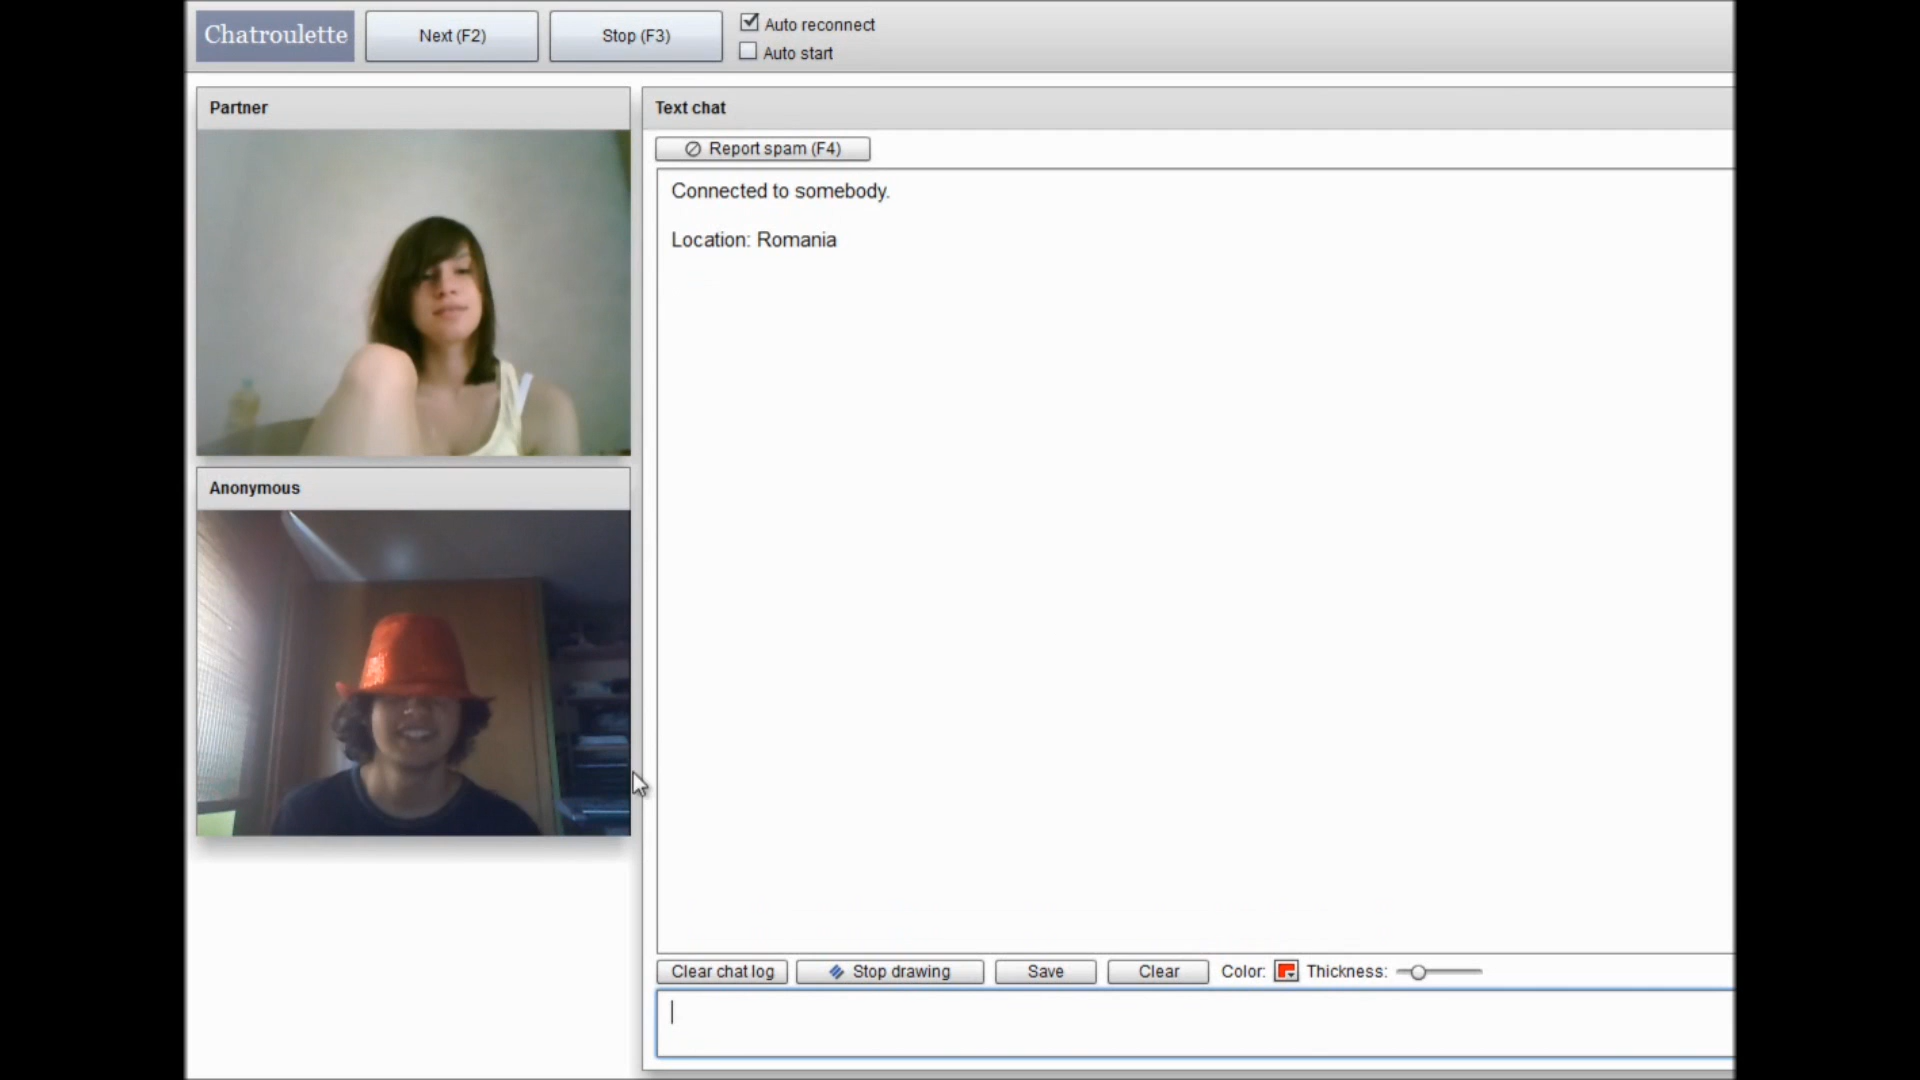 Chatroulette
Next (F2)
Stop (F3)
Auto reconnect
Auto start
Partner
Text chat
Report spam (F4)
Connected to somebody.
Location: Romania
Anonymous
Clear chat log
Stop drawing
Save
Clear
Color:
Thickness: